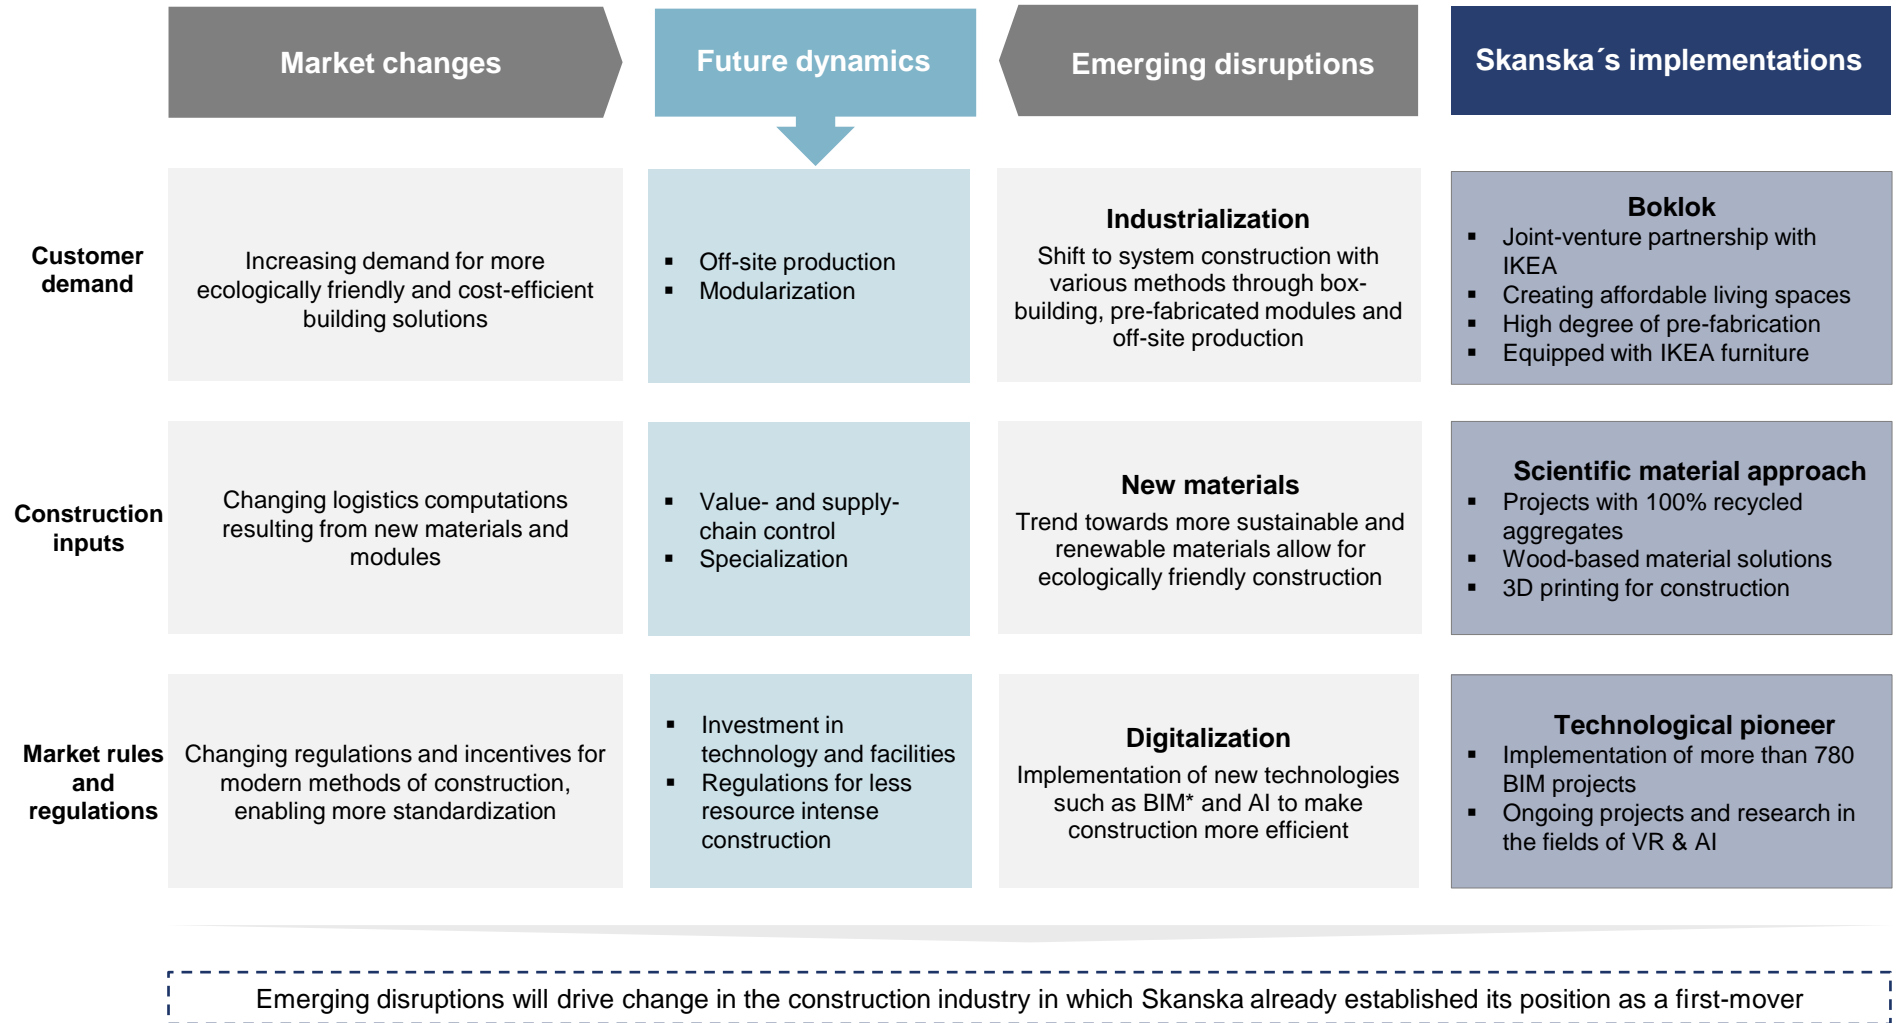 Market changes
Future dynamics
Emerging disruptions
Skanska´s implementations
Customer
demand
Increasing demand for more
ecologically friendly and cost-efficient
building solutions
▪ Off-site production
▪ Modularization
Industrialization
Shift to system construction with
various methods through box-
building, pre-fabricated modules and
off-site production
Boklok
▪ Joint-venture partnership with
IKEA
▪ Creating affordable living spaces
▪ High degree of pre-fabrication
▪ Equipped with IKEA furniture
Construction
inputs
Changing logistics computations
resulting from new materials and
modules
▪ Value- and supply-
chain control
▪ Specialization
New materials
Trend towards more sustainable and
renewable materials allow for
ecologically friendly construction
Scientific material approach
▪ Projects with 100% recycled
aggregates
▪ Wood-based material solutions
▪ 3D printing for construction
Market rules
and
regulations
Changing regulations and incentives for
modern methods of construction,
enabling more standardization
▪ Investment in
technology and facilities
▪ Regulations for less
resource intense
construction
Digitalization
Implementation of new technologies
such as BIM* and AI to make
construction more efficient
Technological pioneer
▪ Implementation of more than 780
BIM projects
▪ Ongoing projects and research in
the fields of VR & AI
Emerging disruptions will drive change in the construction industry in which Skanska already established its position as a first-mover